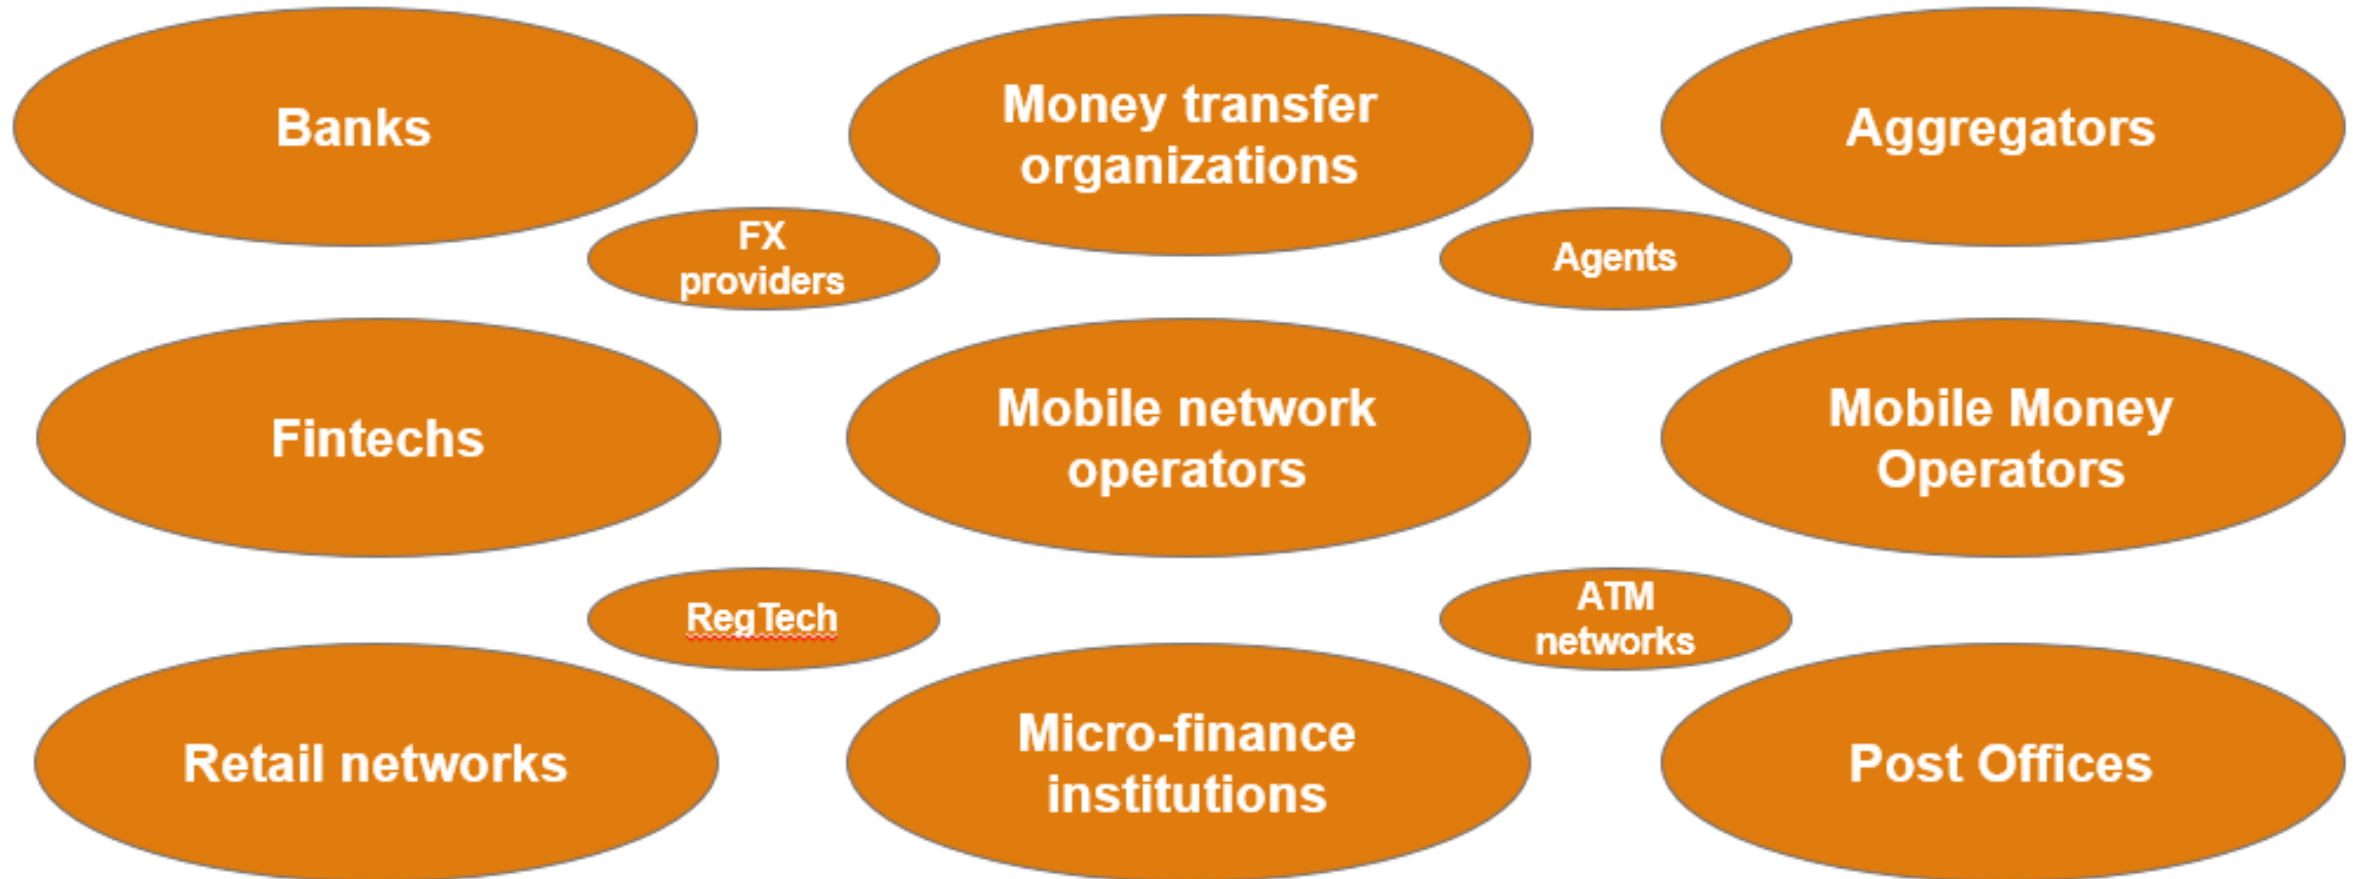 Banks
Money transfer
organizations
Aggregators
FX
providers
Agents
Fintechs
Mobile network
operators
Mobile Money
Operators
RegTech
ATM
networks
Retail networks
Micro-finance
institutions
Post Offices